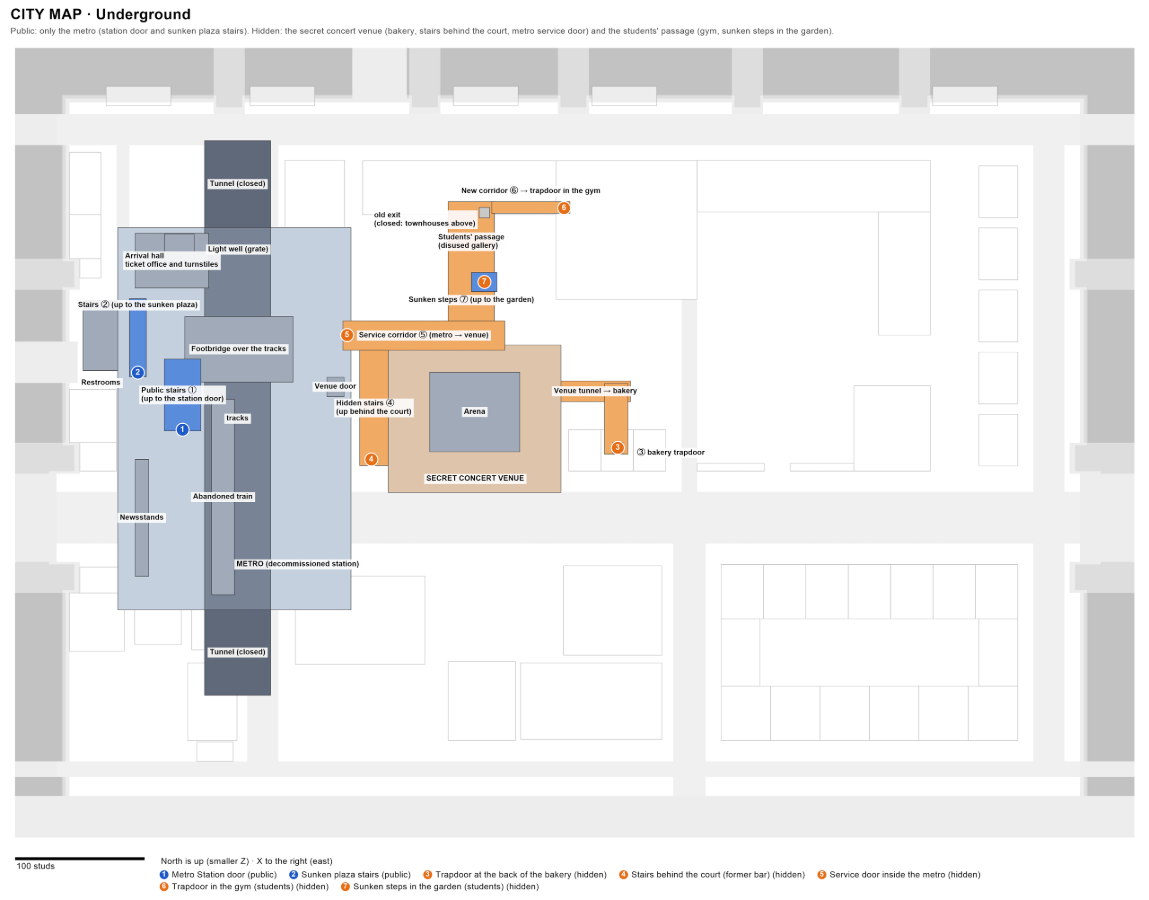 CITY MAP · Underground
Public: only the metro (station door and sunken plaza stairs). Hidden: the secret concert venue (bakery, stairs behind the court, metro service door) and the students' passage (gym, sunken steps in the garden).
Tunnel (closed)
New corridor ⑥ → trapdoor in the gym
6
old exit
(closed: townhouses above)
Students' passage
(disused gallery)
Light well (grate)
Arrival hall
ticket office and turnstiles
7
Sunken steps ⑦ (up to the garden)
Stairs ② (up to the sunken plaza)
5
Service corridor ⑤ (metro → venue)
Footbridge over the tracks
2
Restrooms
Public stairs ①
(up to the station door)
Venue door
Venue tunnel → bakery
Hidden stairs ④
(up behind the court)
Arena
tracks
1
3
③ bakery trapdoor
4
SECRET CONCERT VENUE
Abandoned train
Newsstands
METRO (decommissioned station)
Tunnel (closed)
100 studs
North is up (smaller Z) · X to the right (east)
1 Metro Station door (public)
2 Sunken plaza stairs (public)
3 Trapdoor at the back of the bakery (hidden)
4 Stairs behind the court (former bar) (hidden)
5 Service door inside the metro (hidden)
6 Trapdoor in the gym (students) (hidden)
7 Sunken steps in the garden (students) (hidden)